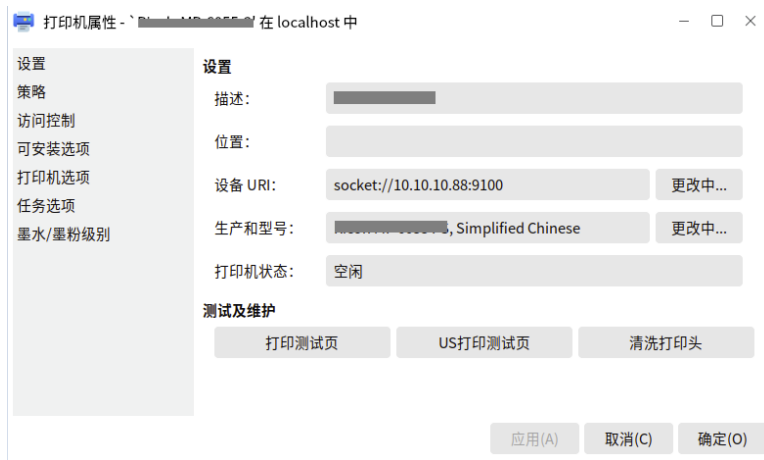 打印机属性 - ` ' 在 localhost 中
设置
策略
访问控制
可安装选项
打印机选项
任务选项
墨水/墨粉级别
设置
描述：
位置：
设备 URI： socket://10.10.10.88:9100 更改中...
生产和型号： , Simplified Chinese 更改中...
打印机状态： 空闲
测试及维护
打印测试页 US打印测试页 清洗打印头
应用(A) 取消(C) 确定(O)